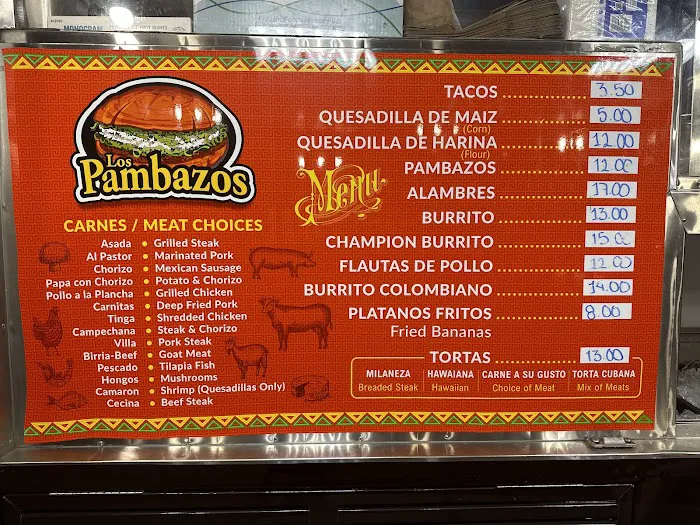 MONOGRAM
Los
Pambazos
Menu
CARNES / MEAT CHOICES
Asada • Grilled Steak
Al Pastor • Marinated Pork
Chorizo • Mexican Sausage
Papa con Chorizo • Potato & Chorizo
Pollo a la Plancha • Grilled Chicken
Carnitas • Deep Fried Pork
Tinga • Shredded Chicken
Campechana • Steak & Chorizo
Villa • Pork Steak
Birria-Beef • Goat Meat
Pescado • Tilapia Fish
Hongos • Mushrooms
Camaron • Shrimp (Quesadillas Only)
Cecina • Beef Steak
TACOS 3.50
QUESADILLA DE MAIZ 5.00
(Corn)
QUESADILLA DE HARINA 12.00
(Flour)
PAMBAZOS 12.00
ALAMBRES 17.00
BURRITO 13.00
CHAMPION BURRITO 15.00
FLAUTAS DE POLLO 12.00
BURRITO COLOMBIANO 14.00
PLATANOS FRITOS 8.00
Fried Bananas
TORTAS 13.00
MILANEZA HAWAIANA CARNE A SU GUSTO TORTA CUBANA
Breaded Steak Hawaiian Choice of Meat Mix of Meats